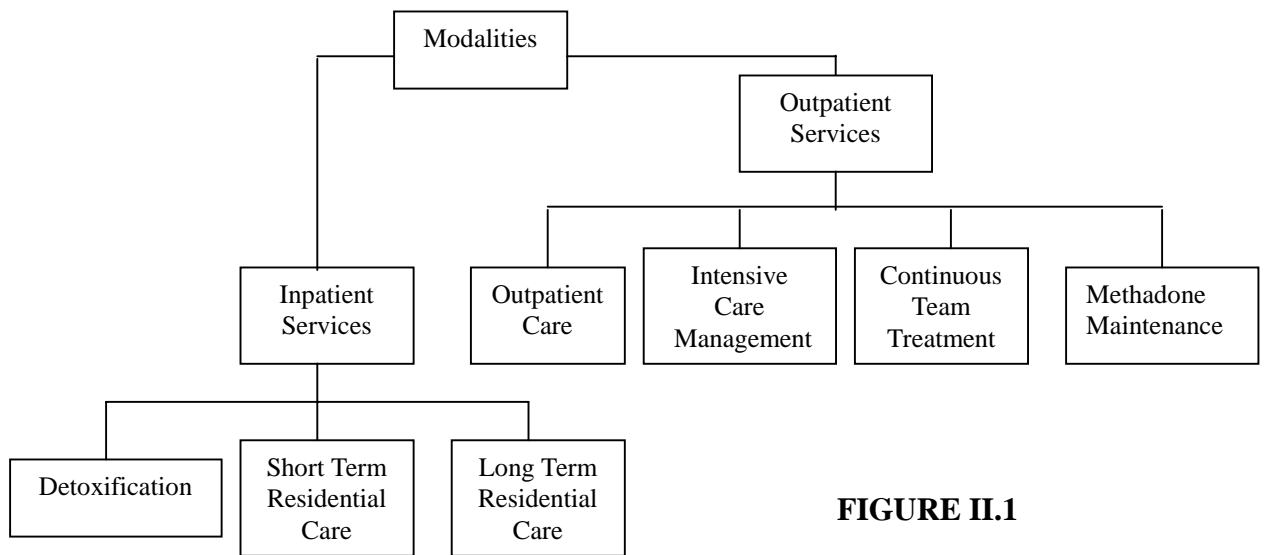 Modalities
Outpatient
Services
Inpatient
Services
Outpatient
Care
Intensive
Care
Management
Continuous
Team
Treatment
Methadone
Maintenance
Detoxification
Short Term
Residential
Care
Long Term
Residential
Care
FIGURE II.1